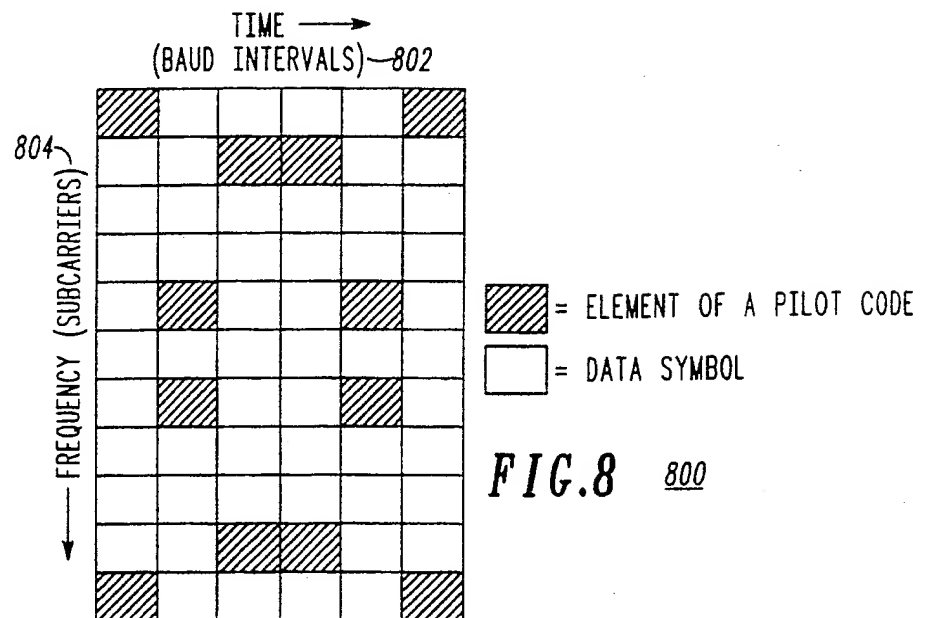 TIME
(BAUD INTERVALS) 802
804
FREQUENCY (SUBCARRIERS)
= ELEMENT OF A PILOT CODE
= DATA SYMBOL
FIG.8 800